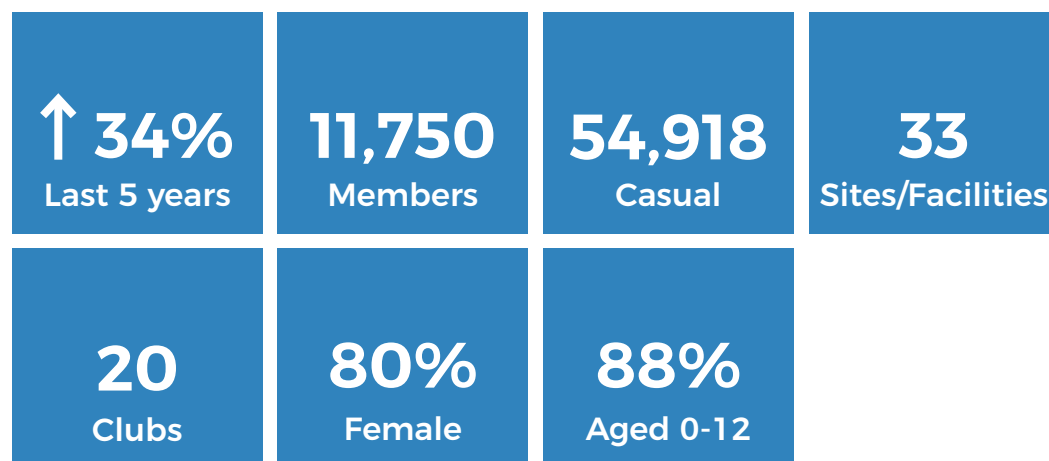 ↑ 34%
Last 5 years
11,750
Members
54,918
Casual
33
Sites/Facilities
20
Clubs
80%
Female
88%
Aged 0-12